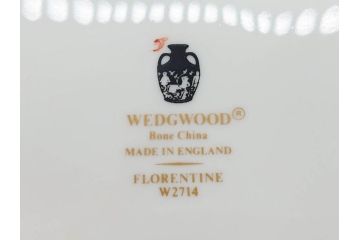 WEDGWOOD®
Bone China
MADE IN ENGLAND
FLORENTINE
W2714